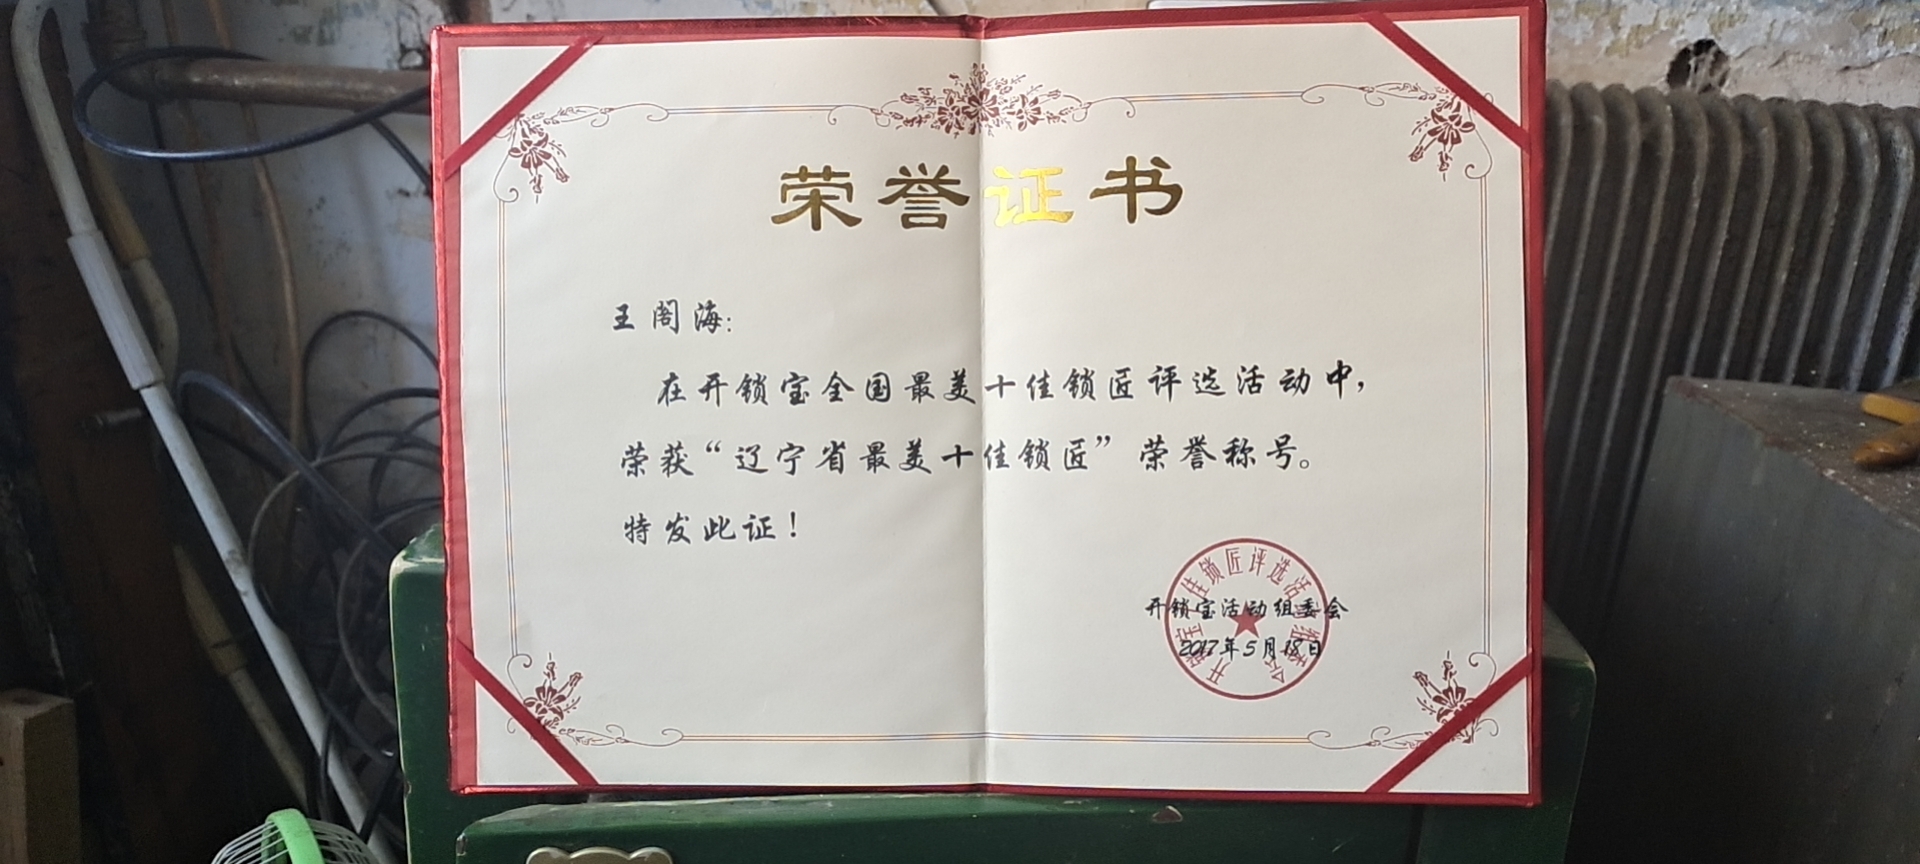 荣誉证书
王阁海:
在开锁宝全国最美十佳锁匠评选活动中,
荣获“辽宁省最美十佳锁匠”荣誉称号。
特发此证!
开锁宝活动组委会
2017年5月18日